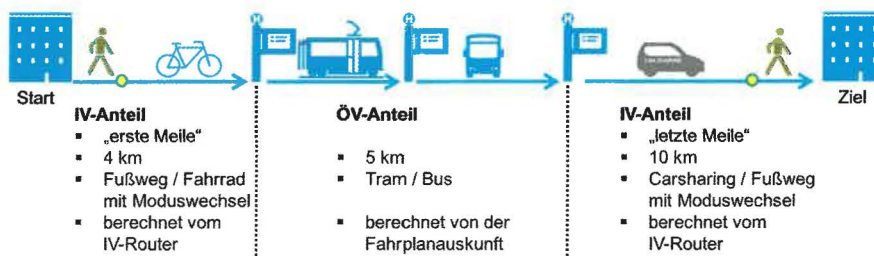 H
H
H
Start
Ziel
IV-Anteil
▪ „erste Meile“
▪ 4 km
▪ Fußweg / Fahrrad
mit Moduswechsel
▪ berechnet vom
IV-Router
ÖV-Anteil
▪ 5 km
▪ Tram / Bus
▪ berechnet von der
Fahrplanauskunft
IV-Anteil
▪ „letzte Meile“
▪ 10 km
▪ Carsharing / Fußweg
mit Moduswechsel
▪ berechnet vom
IV-Router